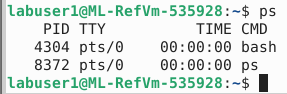 labuser1@ML-RefVm-535928:~$ ps
    PID TTY          TIME CMD
   4304 pts/0    00:00:00 bash
   8372 pts/0    00:00:00 ps
labuser1@ML-RefVm-535928:~$